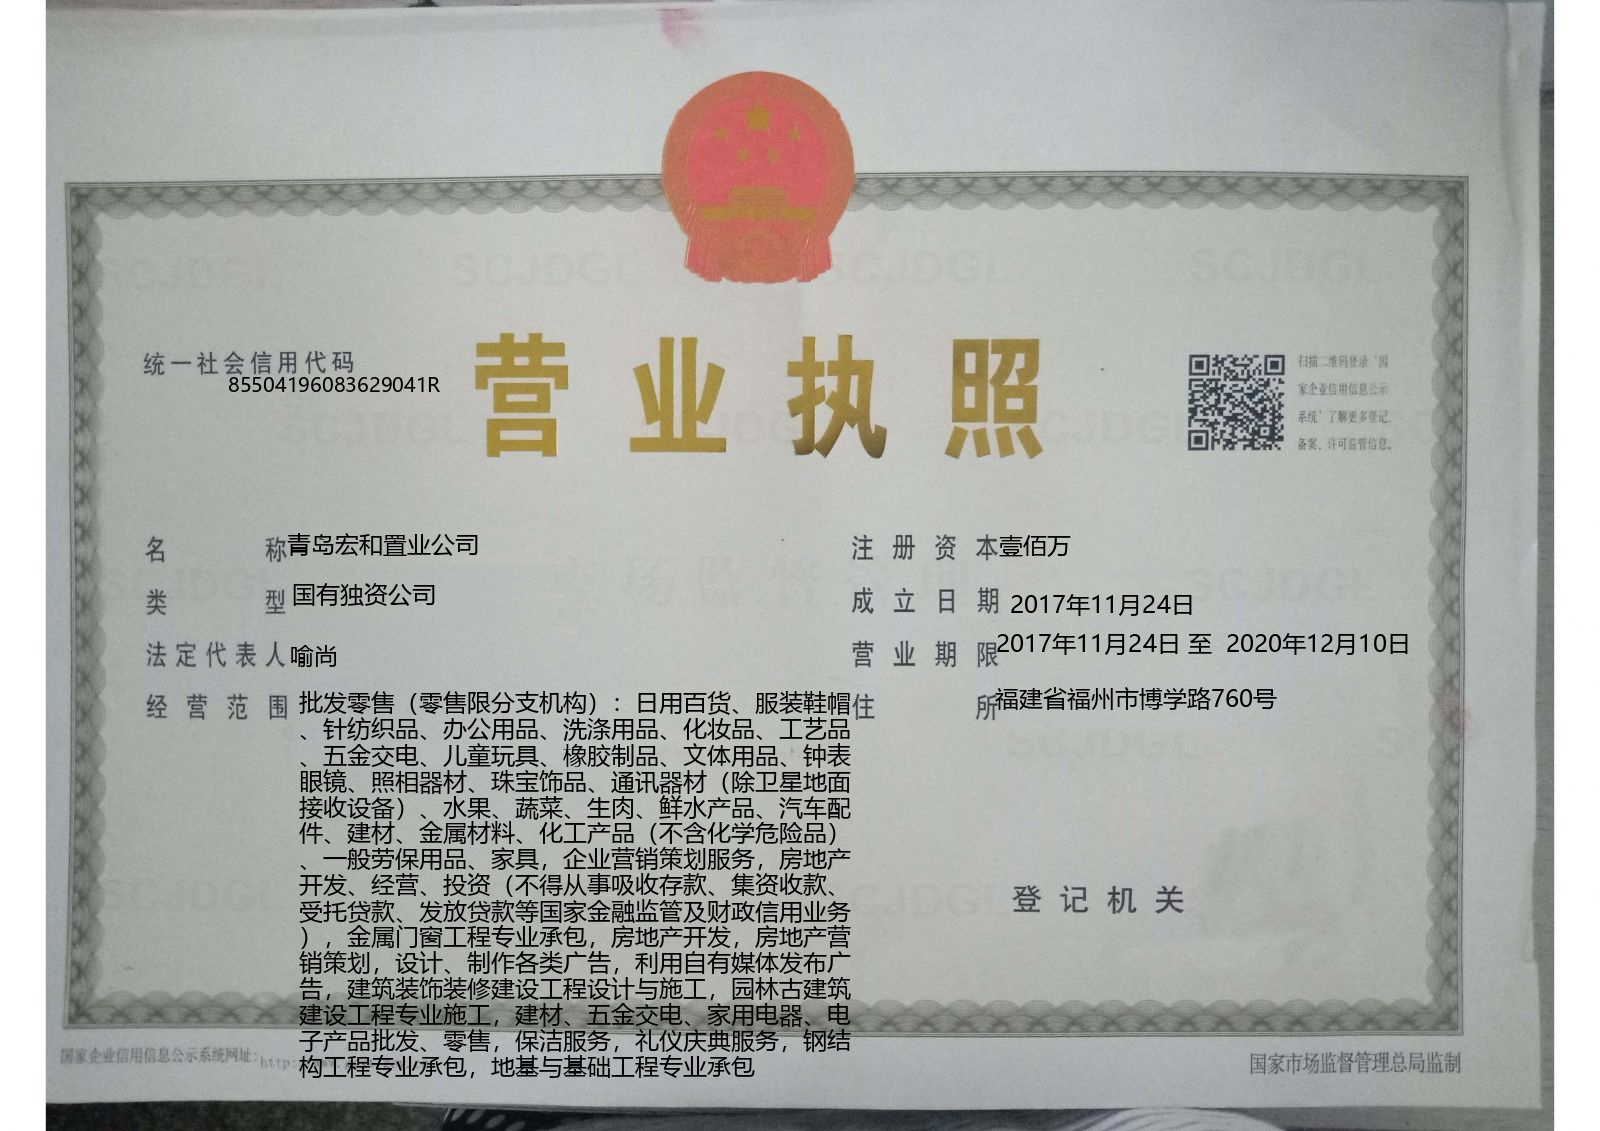 营业执照
统一社会信用代码
85504196083629041R
扫描二维码登录‘国
家企业信用信息公示
系统’了解更多登记、
备案、许可监管信息。
名称 青岛宏和置业公司
类型 国有独资公司
法定代表人 喻尚
经营范围 批发零售（零售限分支机构）：日用百货、服装鞋帽
、针纺织品、办公用品、洗涤用品、化妆品、工艺品
、五金交电、儿童玩具、橡胶制品、文体用品、钟表
眼镜、照相器材、珠宝饰品、通讯器材（除卫星地面
接收设备）、水果、蔬菜、生肉、鲜水产品、汽车配
件、建材、金属材料、化工产品（不含化学危险品）
、一般劳保用品、家具，企业营销策划服务，房地产
开发、经营、投资（不得从事吸收存款、集资收款、
受托贷款、发放贷款等国家金融监管及财政信用业务
），金属门窗工程专业承包，房地产开发，房地产营
销策划，设计、制作各类广告，利用自有媒体发布广
告，建筑装饰装修建设工程设计与施工，园林古建筑
建设工程专业施工，建材、五金交电、家用电器、电
子产品批发、零售，保洁服务，礼仪庆典服务，钢结
构工程专业承包，地基与基础工程专业承包
注册资本 壹佰万
成立日期 2017年11月24日
营业期限 2017年11月24日 至 2020年12月10日
住所 福建省福州市博学路760号
登记机关
国家企业信用信息公示系统网址：http:
国家市场监督管理总局监制
SCJDGL